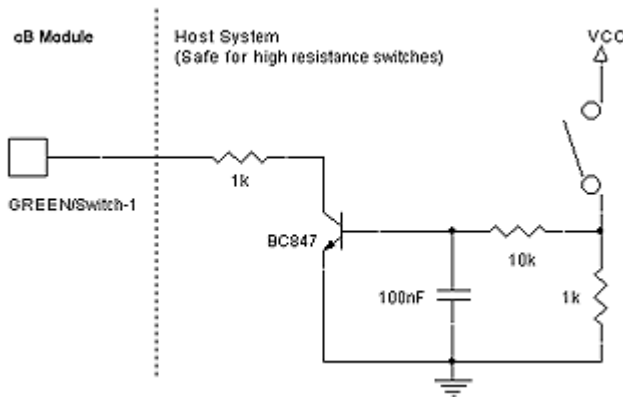 cB Module
Host System
(Safe for high resistance switches)
VCC
1k
GREEN/Switch-1
BC847
10k
100nF
1k